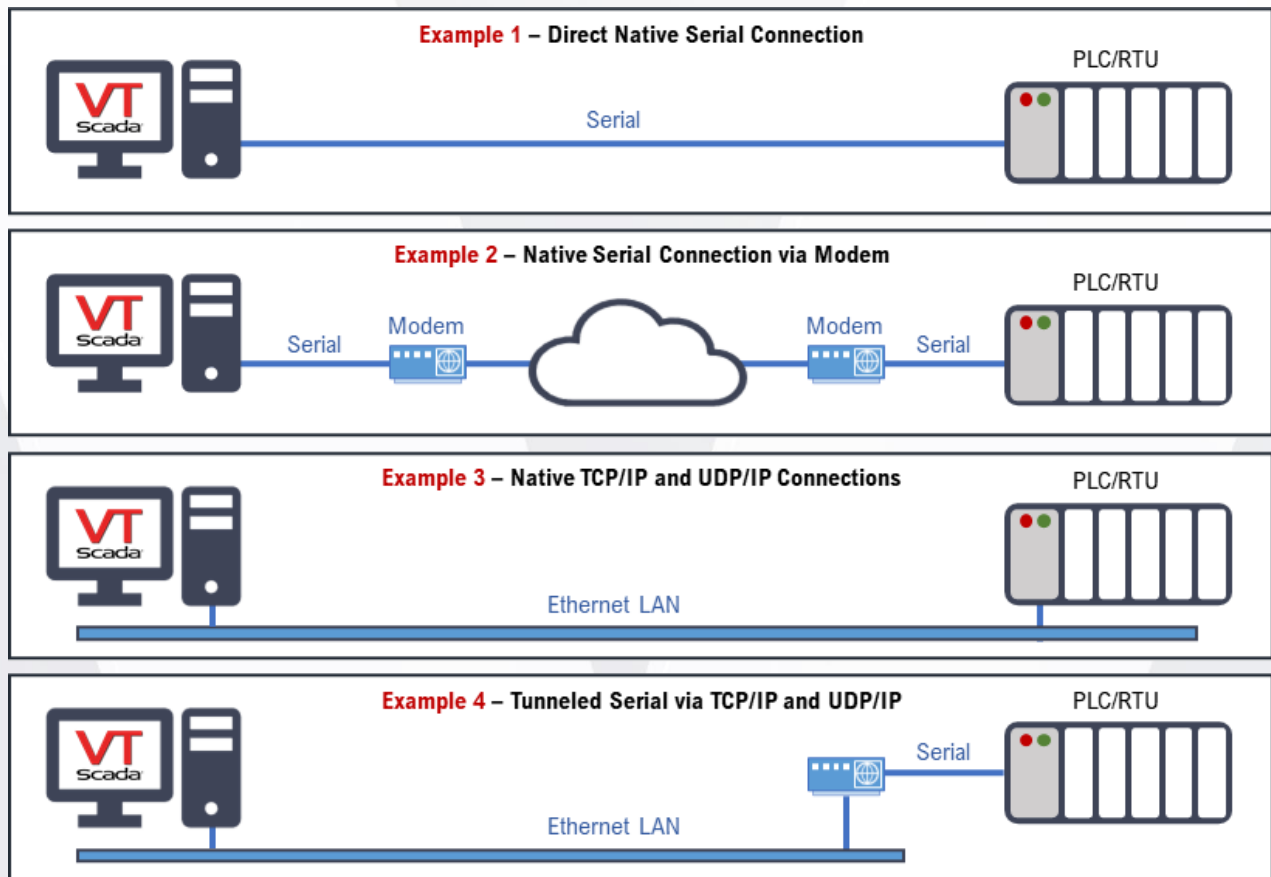 Example 1 – Direct Native Serial Connection
PLC/RTU
VT
Scada
Serial
Example 2 – Native Serial Connection via Modem
PLC/RTU
VT
Scada
Serial
Modem
Modem
Serial
Example 3 – Native TCP/IP and UDP/IP Connections
PLC/RTU
VT
Scada
Ethernet LAN
Example 4 – Tunneled Serial via TCP/IP and UDP/IP
PLC/RTU
VT
Scada
Serial
Ethernet LAN